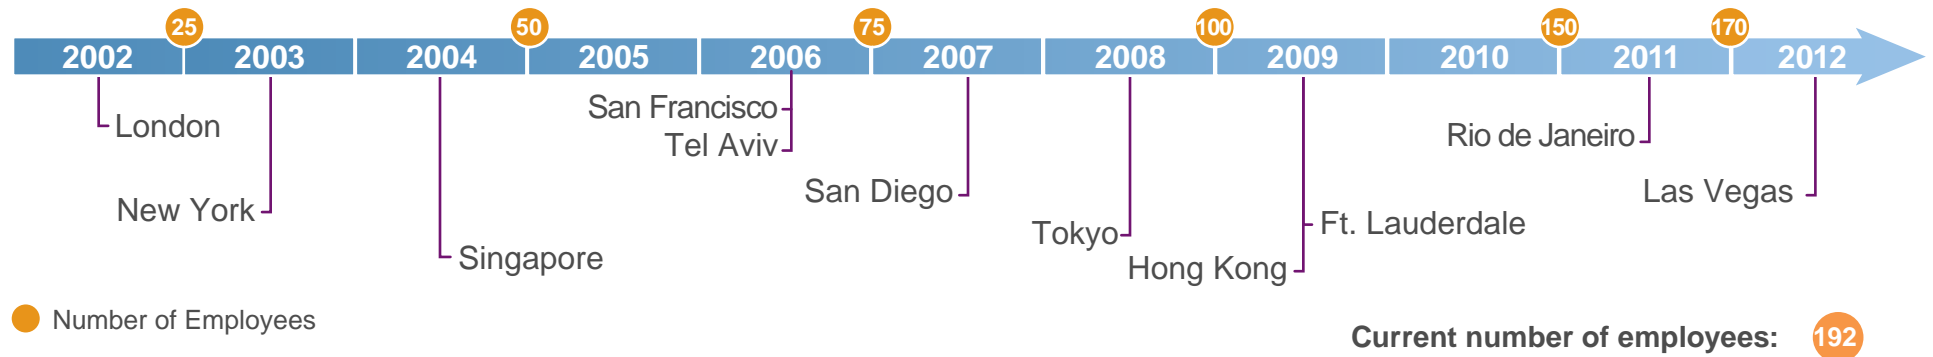 25 50 75 100 150 170
2002 2003 2004 2005 2006 2007 2008 2009 2010 2011 2012
San Francisco
London
Rio de Janeiro
Tel Aviv
San Diego
Las Vegas
New York
Ft. Lauderdale
Tokyo
Singapore
Hong Kong
Number of Employees
Current number of employees: 192